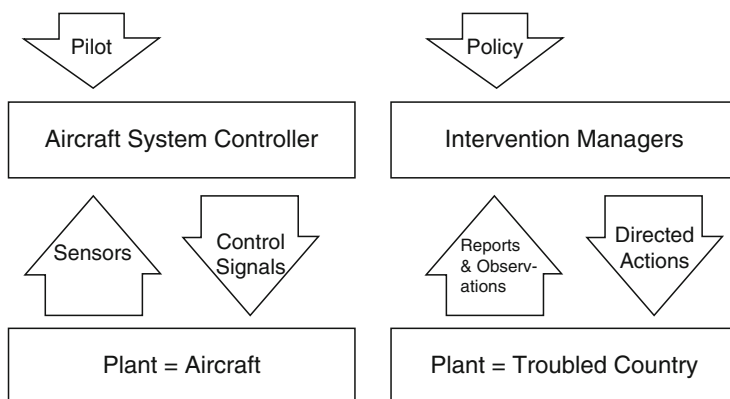 Pilot
Policy
Aircraft System Controller
Intervention Managers
Sensors
Control
Signals
Reports
& Observ-
ations
Directed
Actions
Plant = Aircraft
Plant = Troubled Country